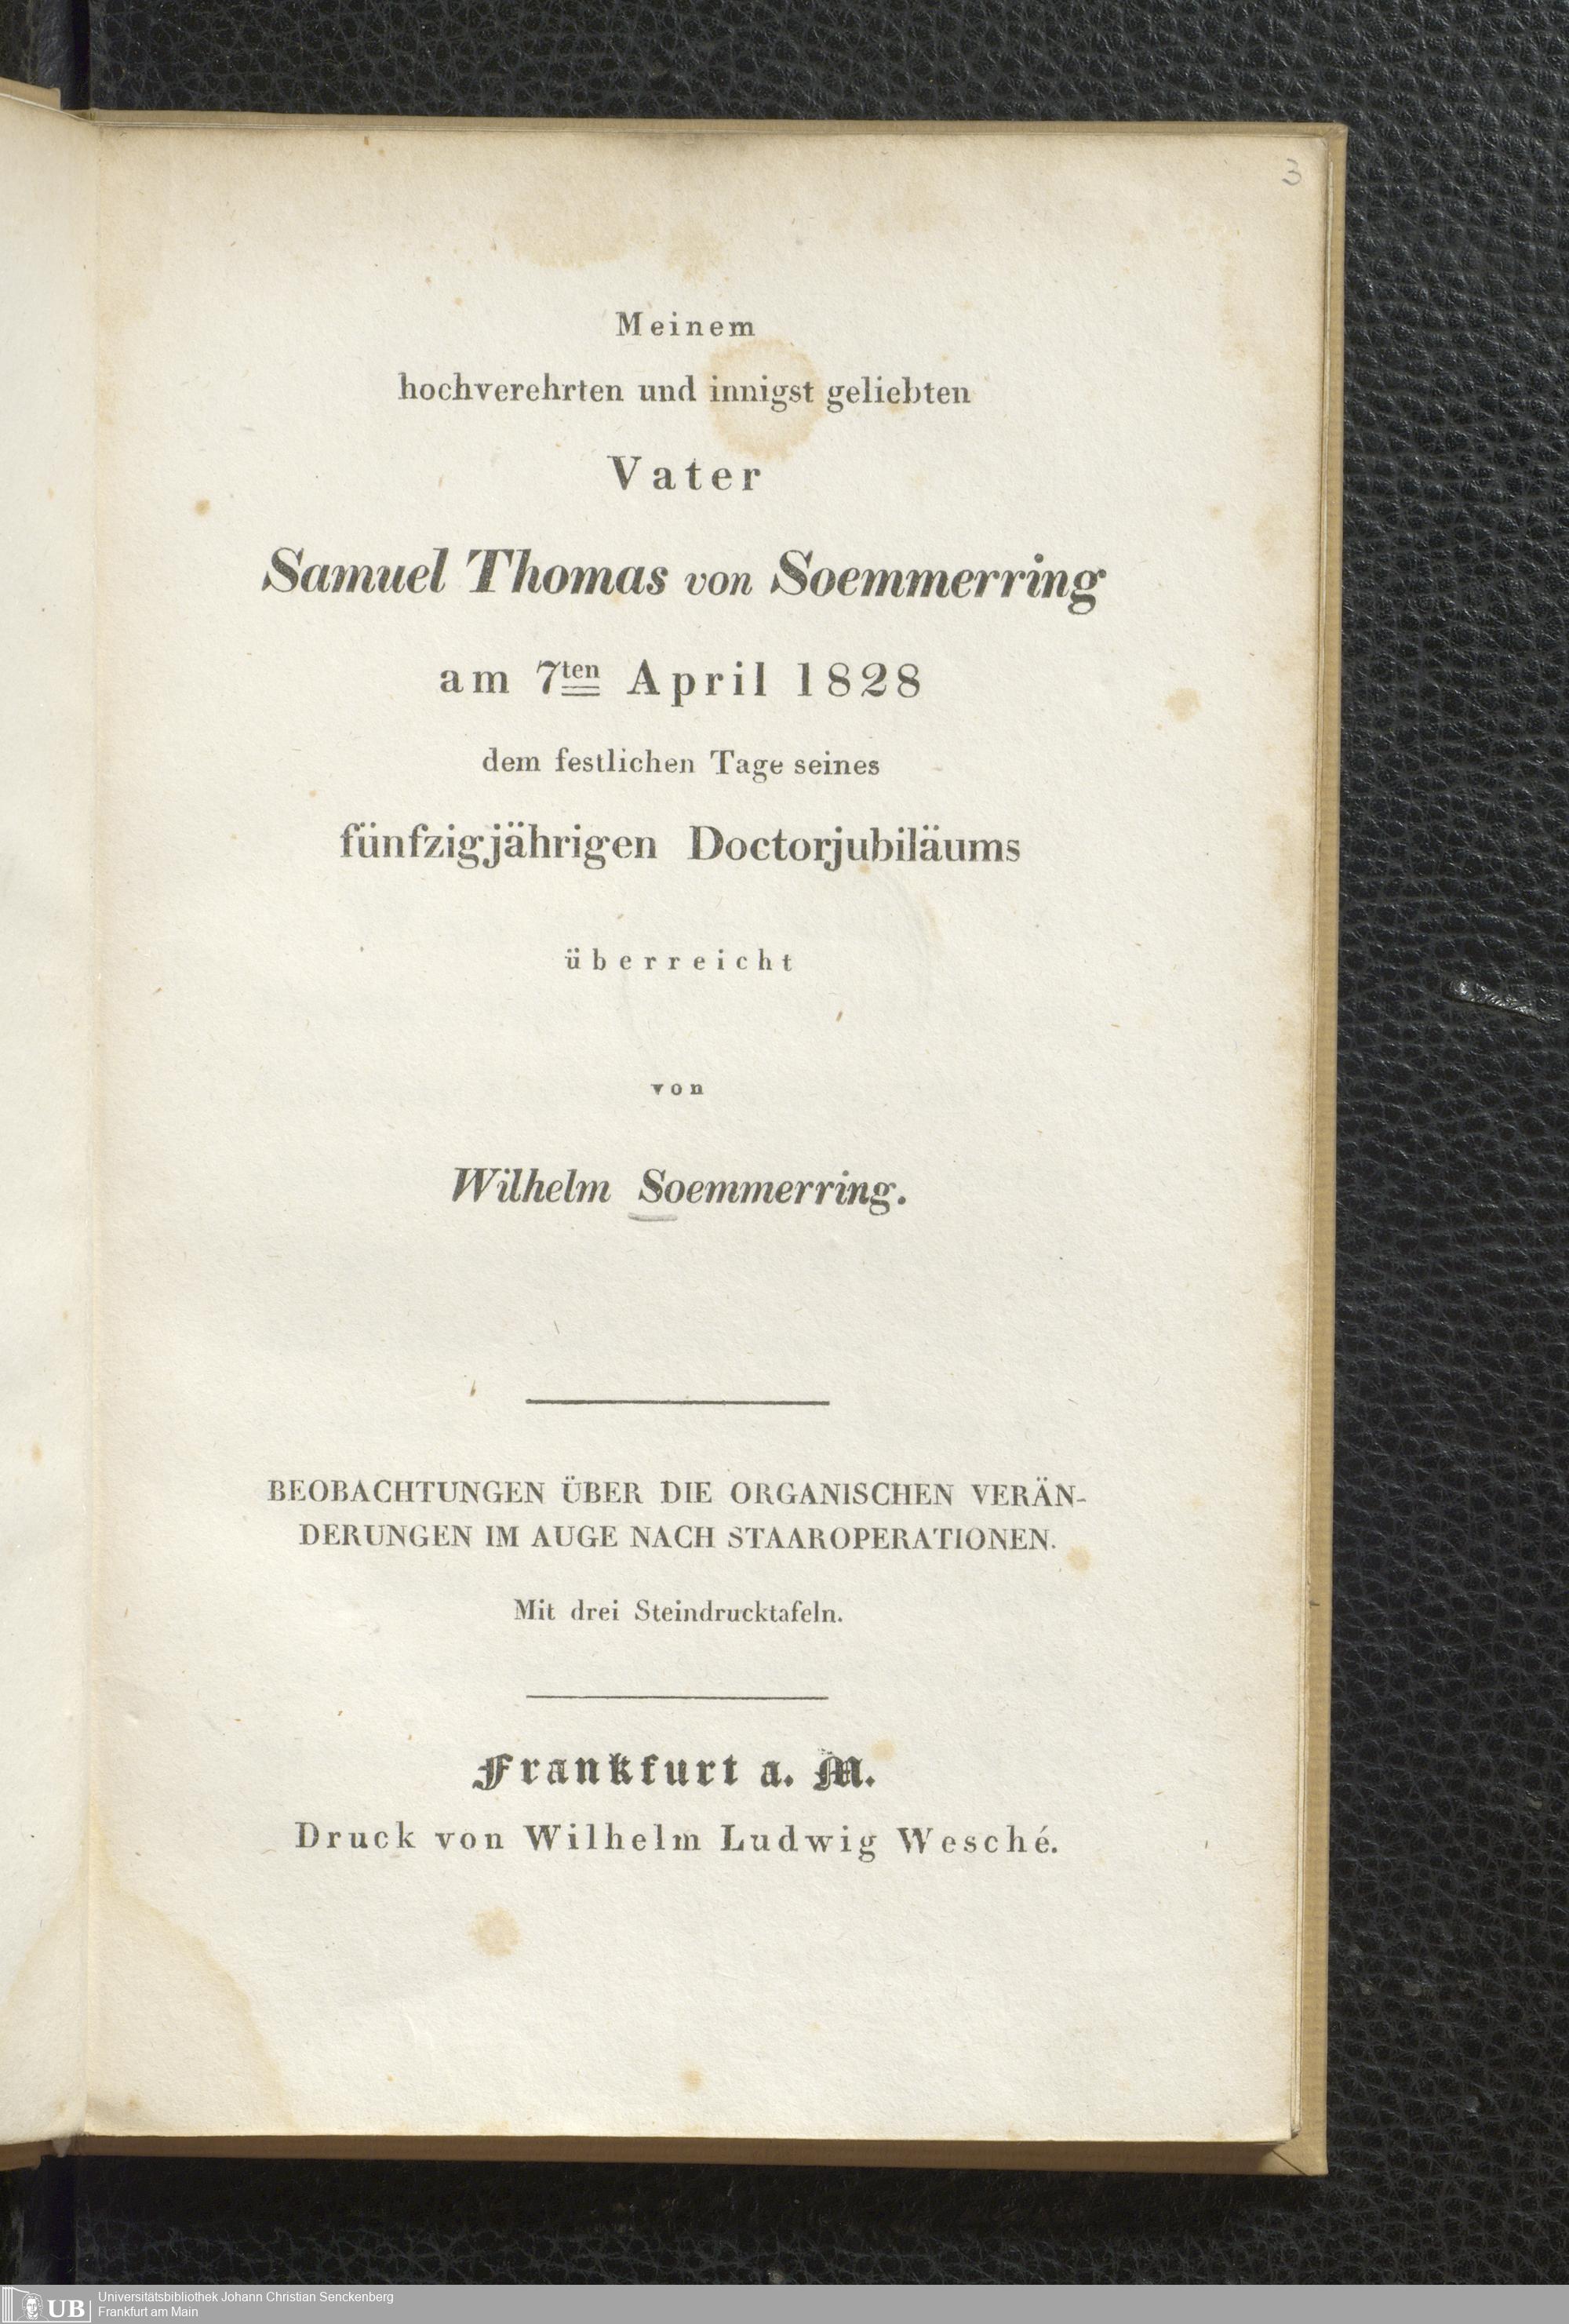 3
Meinem
hochverehrten und innigst geliebten
Vater
Samuel Thomas von Soemmerring
am 7ten April 1828
dem festlichen Tage seines
fünfzigjährigen Doctorjubiläums
überreicht
von
Wilhelm Soemmerring.
BEOBACHTUNGEN ÜBER DIE ORGANISCHEN VERÄN-
DERUNGEN IM AUGE NACH STAAROPERATIONEN.
Mit drei Steindrucktafeln.
Frankfurt a. M.
Druck von Wilhelm Ludwig Wesché.
UB
Universitätsbibliothek Johann Christian Senckenberg
Frankfurt am Main